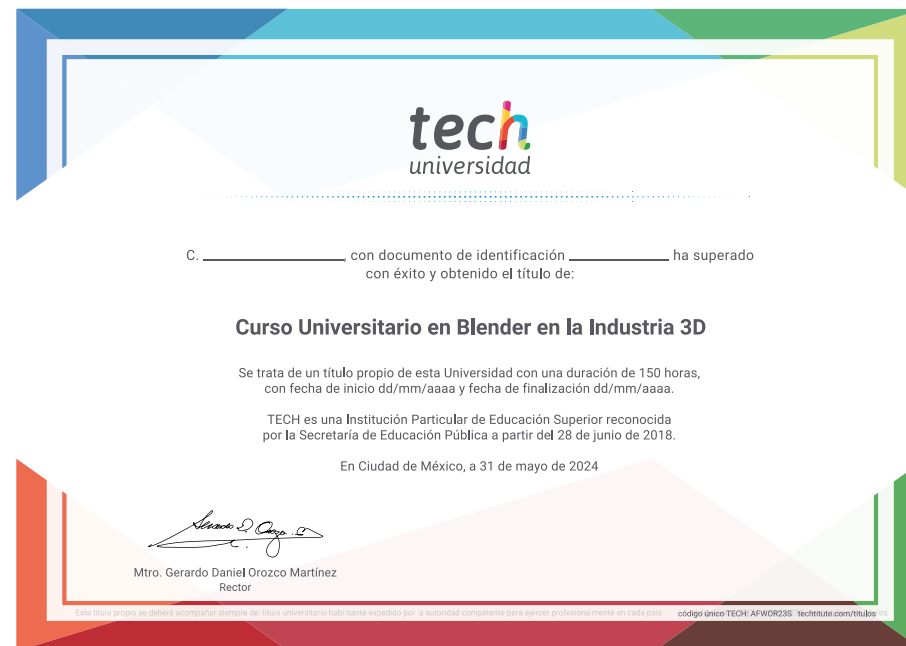 tech
universidad
C. ____________, con documento de identificación ____________ ha superado
con éxito y obtenido el título de:
Curso Universitario en Blender en la Industria 3D
Se trata de un título propio de esta Universidad con una duración de 150 horas,
con fecha de inicio dd/mm/aaaa y fecha de finalización dd/mm/aaaa.
TECH es una Institución Particular de Educación Superior reconocida
por la Secretaría de Educación Pública a partir del 28 de junio de 2018.
En Ciudad de México, a 31 de mayo de 2024
Mtro. Gerardo Daniel Orozco Martínez
Rector
Este título propio se deberá acompañar siempre del título universitario habilitante expedido por la autoridad competente para ejercer profesionalmente en cada país. código único TECH: AFWOR23S techtitute.com/titulos